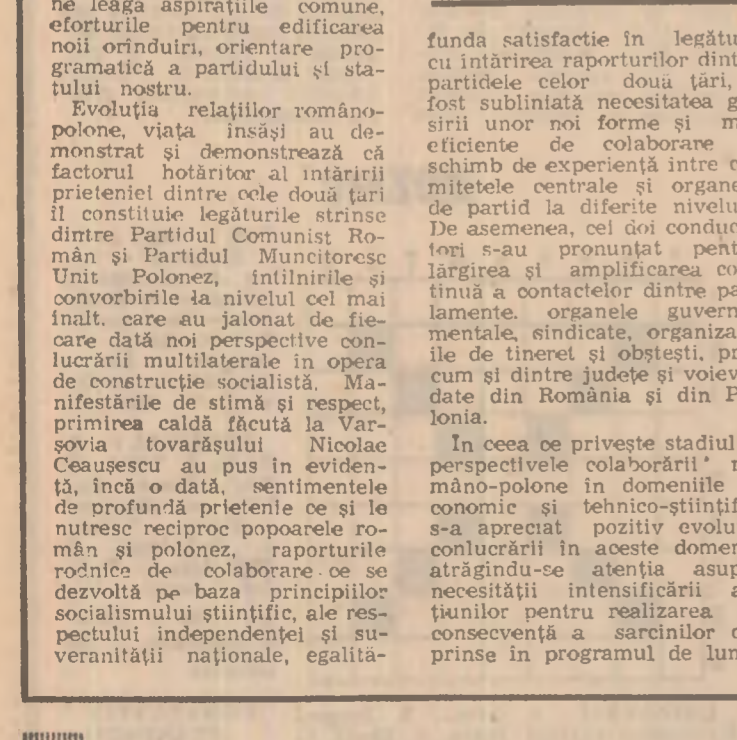 ne leagă aspirațiile comune,
eforturile pentru edificarea
noii orînduiri, orientare pro-
gramatică a partidului și sta-
tului nostru.
Evoluția relațiilor româno-
polone, viața însăși au de-
monstrat și demonstrează că
factorul hotăritor al întăririi
prieteniei dintre cele două țări
îl constituie legăturile strînse
dintre Partidul Comunist Ro-
mân și Partidul Muncitoresc
Unit Polonez, întîlnirile și
convorbirile la nivelul cel mai
înalt, care au jalonat de fie-
care dată noi perspective con-
lucrării multilaterale în opera
de construcție socialistă. Ma-
nifestările de stimă și respect,
primirea caldă făcută la Var-
șovia tovarășului Nicolae
Ceaușescu au pus în eviden-
ță, încă o dată, sentimentele
de profundă prietenie ce și le
nutresc reciproc popoarele ro-
mân și polonez, raporturile
rodnice de colaborare ce se
dezvoltă pe baza principiilor
socialismului științific, ale res-
pectului independenței și su-
veranității naționale, egalită-
funda satisfacție în legătu
cu întărirea raporturilor dint
partidele celor două țări,
fost subliniată necesitatea g
sirii unor noi forme și m
eficiente de colaborare
schimb de experiență între c
mitetele centrale și organe
de partid la diferite nivelu
De asemenea, cei doi conduc
tori s-au pronunțat pent
lărgirea și amplificarea co
tinuă a contactelor dintre pa
lamente, organele guvern
mentale, sindicate, organiza
ile de tineret și obștești, pr
cum și dintre județe și voiev
date din România și din P
lonia.
In ceea ce privește stadiul
perspectivele colaborării r
mâno-polone în domeniile
conomic și tehnico-științif
s-a apreciat pozitiv evolu
conlucrării în aceste domen
atrăgindu-se atenția asup
necesității intensificării a
țiunilor pentru realizarea
consecvență a sarcinilor c
prinse în programul de lun